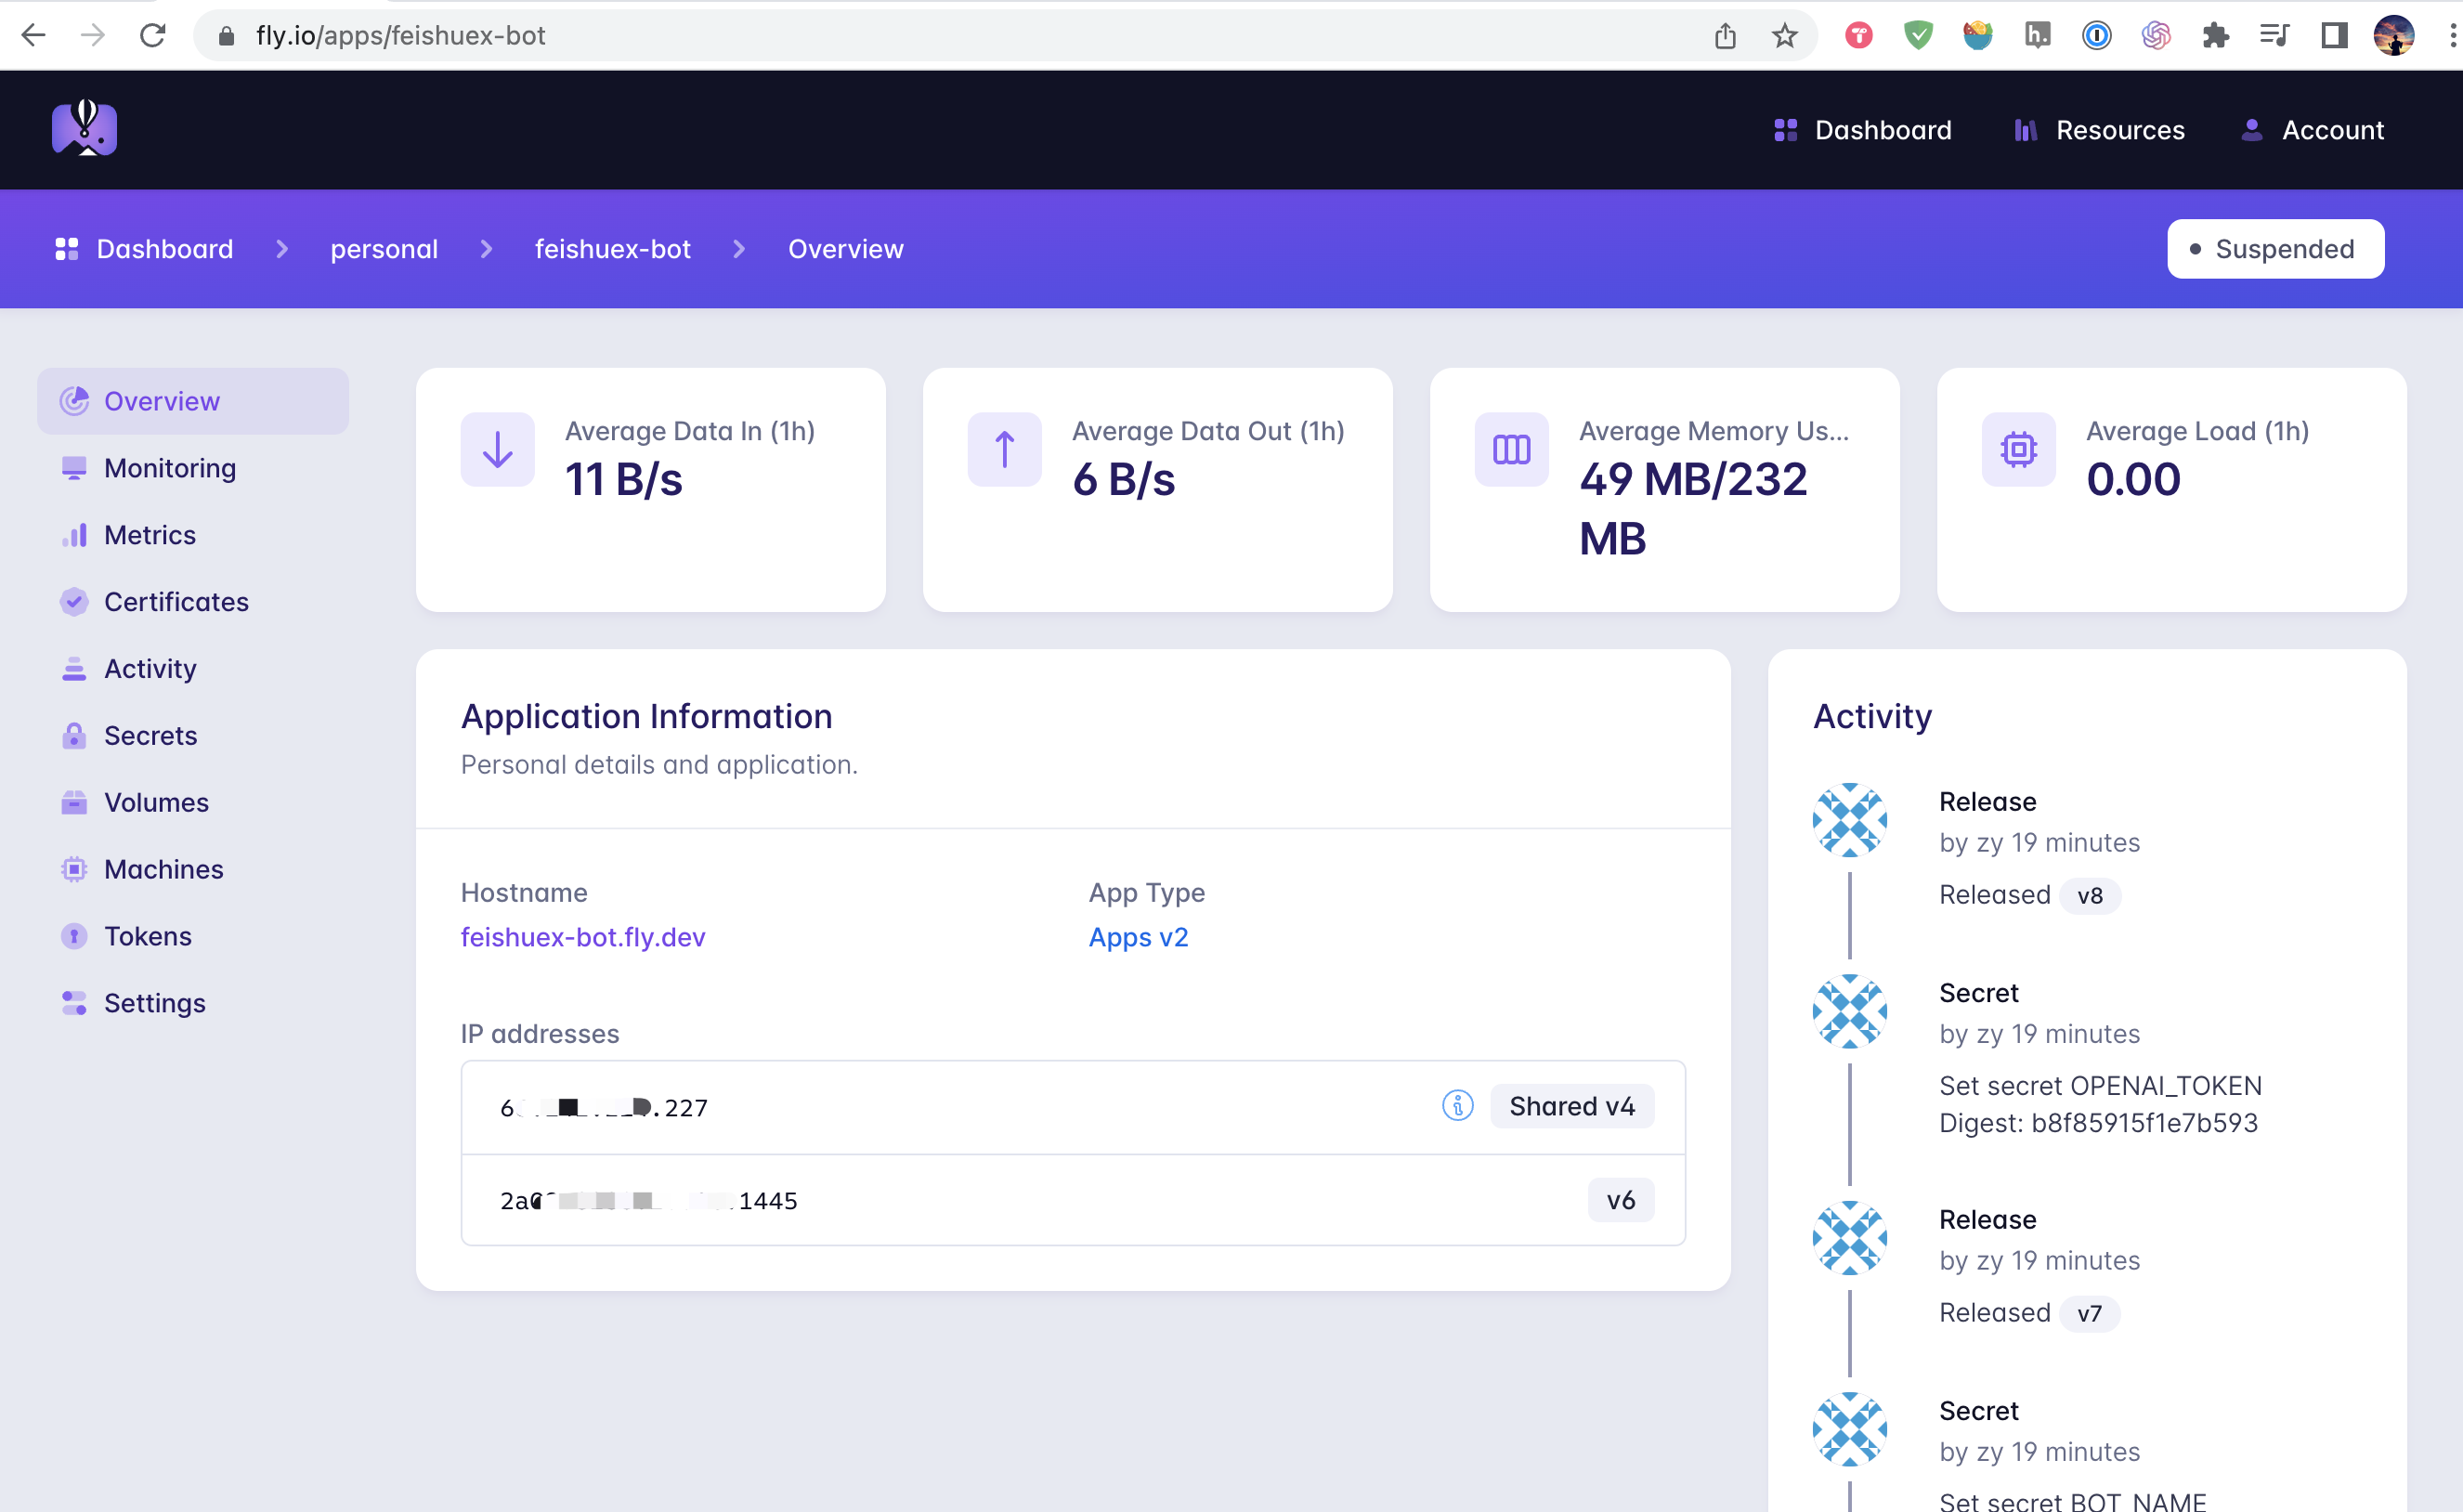 fly.io/apps/feishuex-bot
Dashboard
Resources
Account
Dashboard
personal
feishuex-bot
Overview
Suspended
Overview
Monitoring
Metrics
Certificates
Activity
Secrets
Volumes
Machines
Tokens
Settings
Average Data In (1h)
11 B/s
Average Data Out (1h)
6 B/s
Average Memory Us...
49 MB/232
MB
Average Load (1h)
0.00
Application Information
Personal details and application.
Hostname
feishuex-bot.fly.dev
App Type
Apps v2
IP addresses
.227
Shared v4
1445
v6
Activity
Release
by zy 19 minutes
Released v8
Secret
by zy 19 minutes
Set secret OPENAI_TOKEN
Digest: b8f85915f1e7b593
Release
by zy 19 minutes
Released v7
Secret
by zy 19 minutes
Set secret BOT_NAME